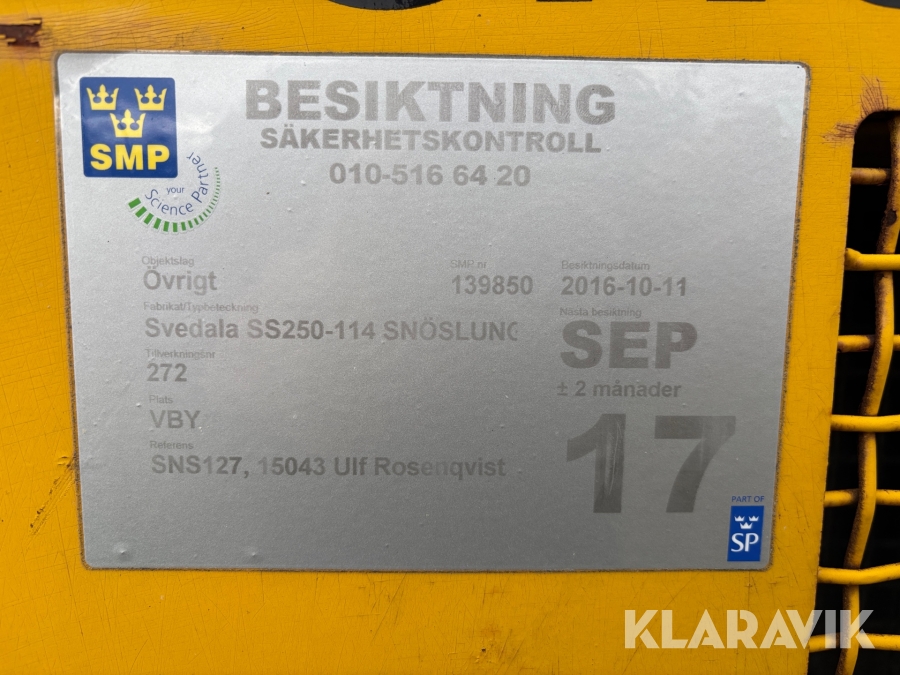 SMP
your
Science Partner
BESIKTNING
SÄKERHETSKONTROLL
010-516 64 20
Objektslag
Övrigt
SMP nr
139850
Besiktningsdatum
2016-10-11
Fabrikat/Typbeteckning
Svedala SS250-114 SNÖSLUNG
Nästa besiktning
SEP
± 2 månader
17
Tillverkningsnr
272
Plats
VBY
Referens
SNS127, 15043 Ulf Rosenqvist
PART OF
SP
KLARAVIK